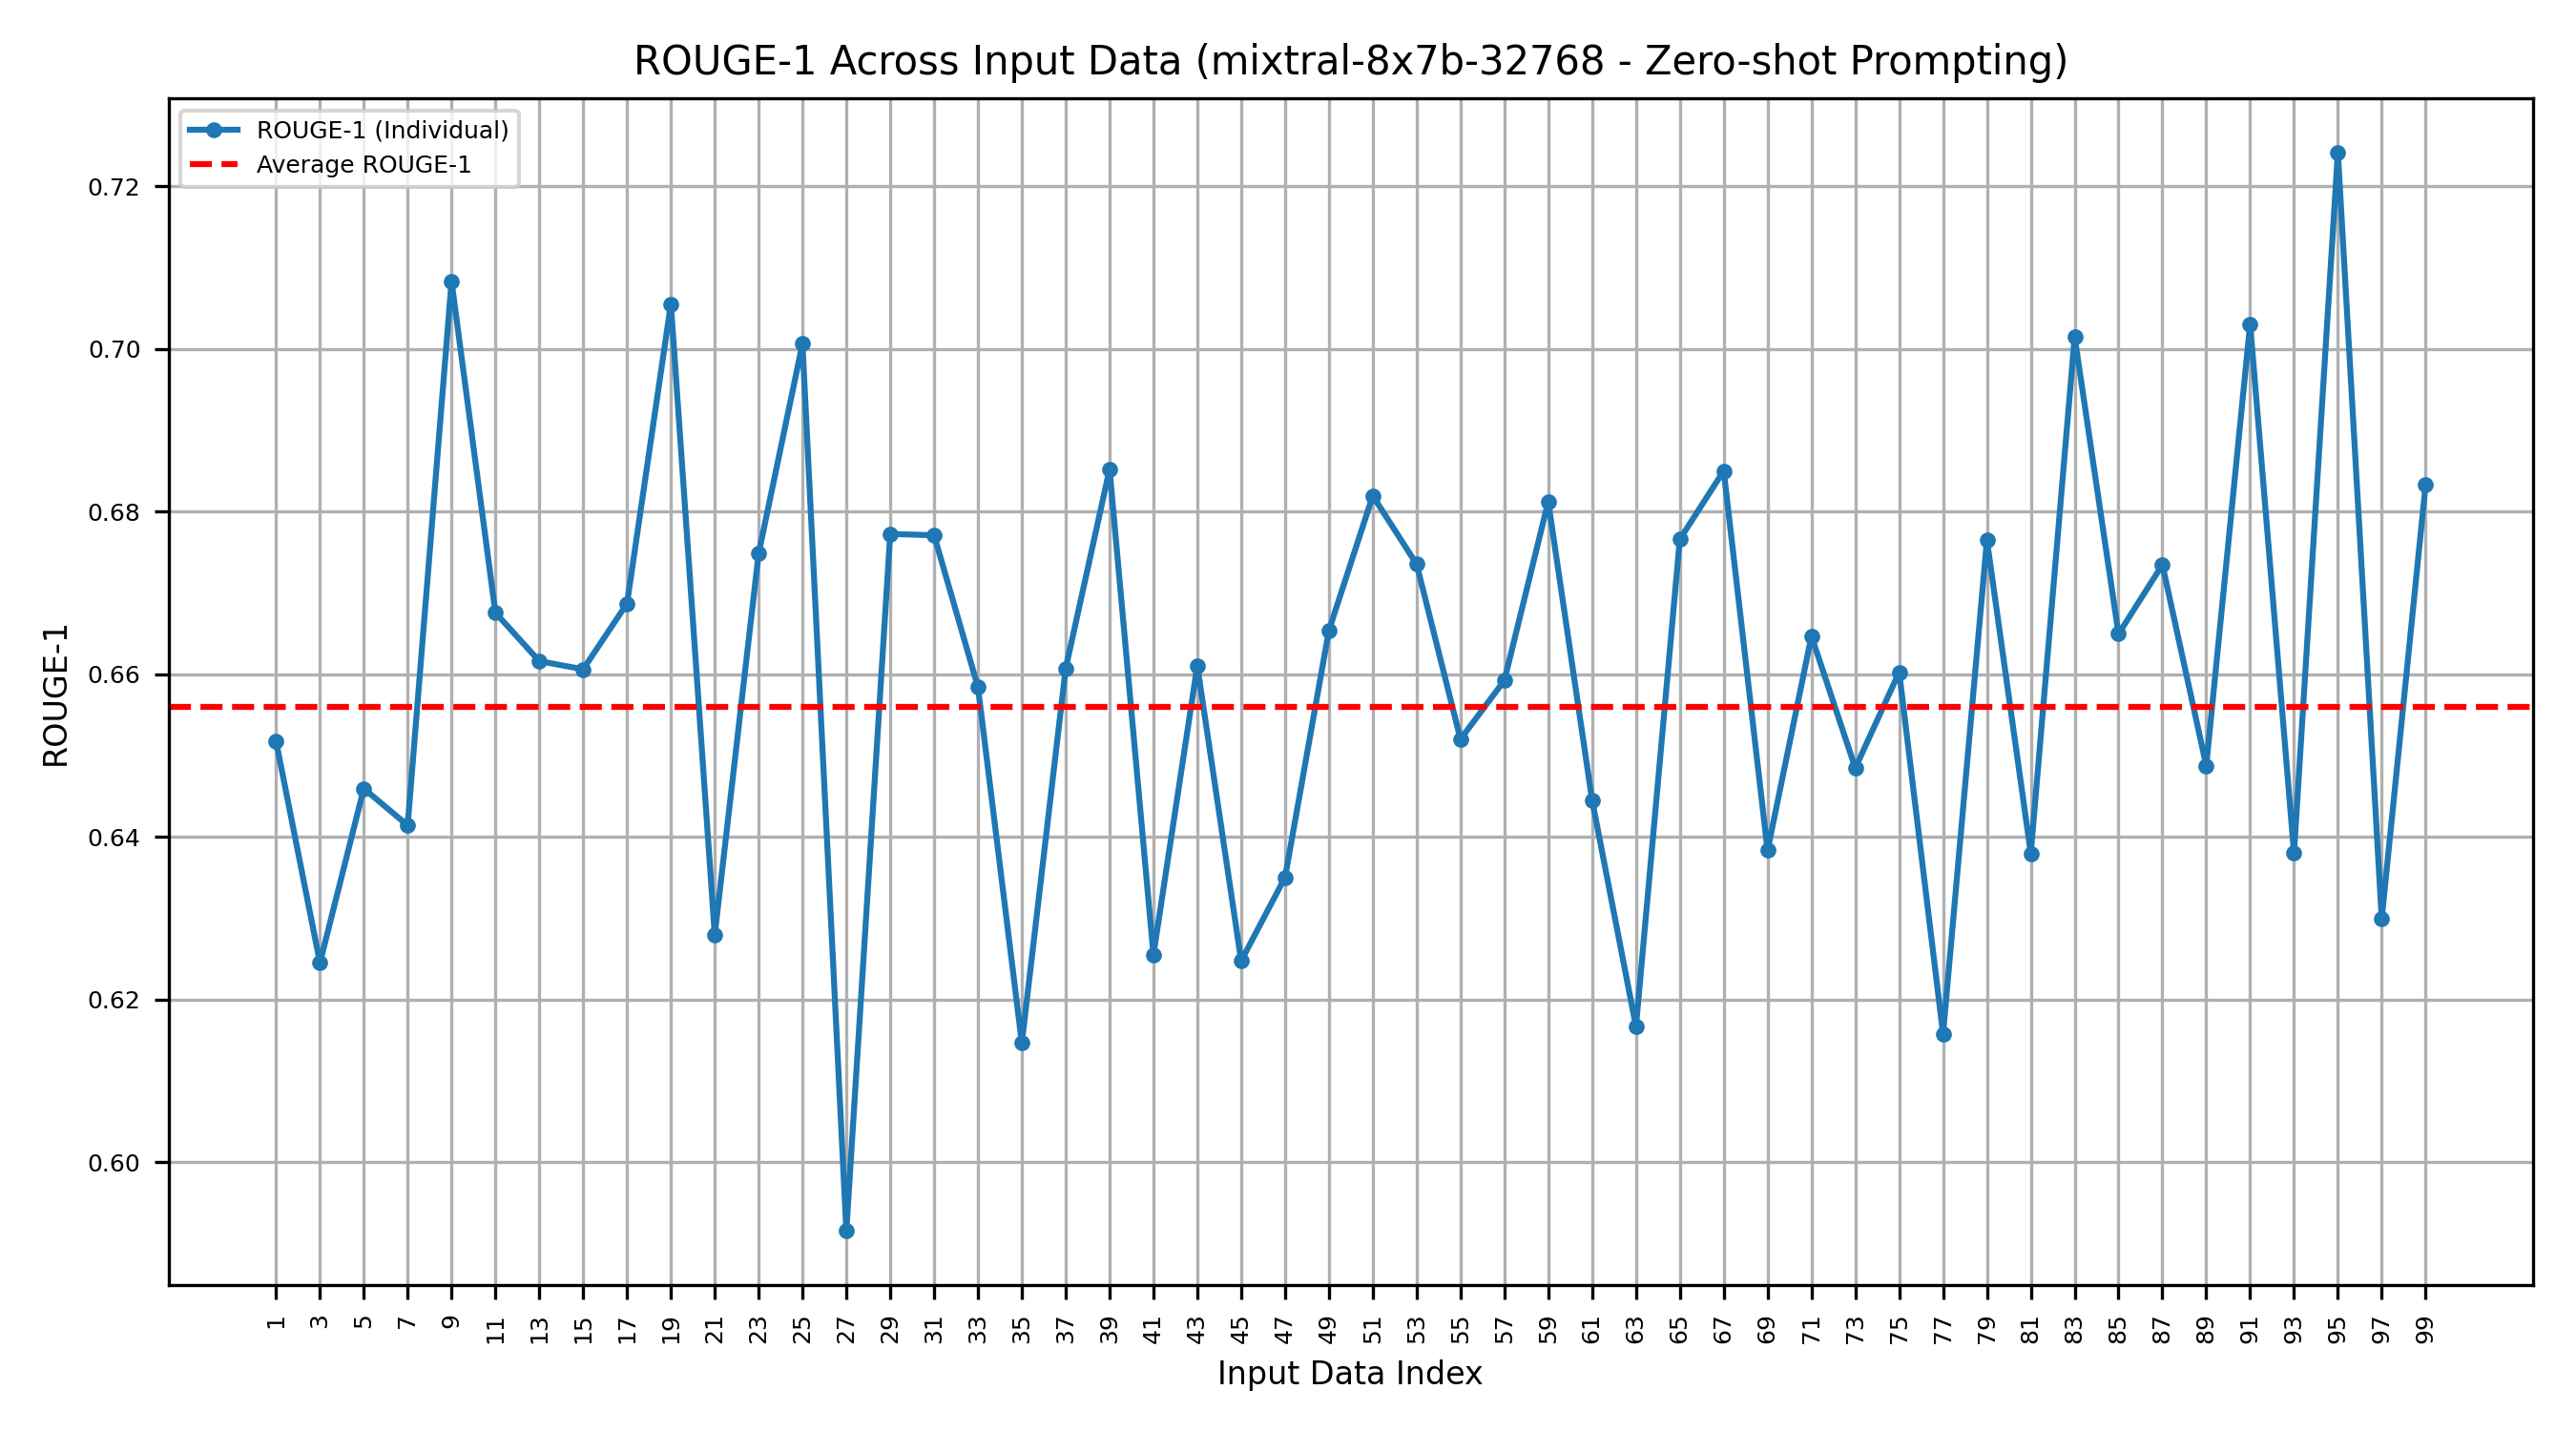 ROUGE-1 Across Input Data (mixtral-8x7b-32768 - Zero-shot Prompting)
ROUGE-1 (Individual)
Average ROUGE-1
0.72
0.70
0.68
0.66
0.64
0.62
0.60
ROUGE-1
1 3 5 7 9 11 13 15 17 19 21 23 25 27 29 31 33 35 37 39 41 43 45 47 49 51 53 55 57 59 61 63 65 67 69 71 73 75 77 79 81 83 85 87 89 91 93 95 97 99
Input Data Index